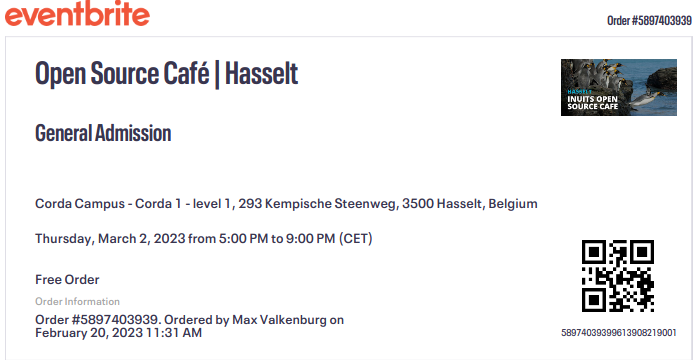 eventbrite
Order #5897403939
Open Source Café | Hasselt
HASSELT
INUITS OPEN
SOURCE CAFE
General Admission
Corda Campus - Corda 1 - level 1, 293 Kempische Steenweg, 3500 Hasselt, Belgium
Thursday, March 2, 2023 from 5:00 PM to 9:00 PM (CET)
Free Order
Order Information
Order #5897403939. Ordered by Max Valkenburg on
February 20, 2023 11:31 AM
58974039399613908219001